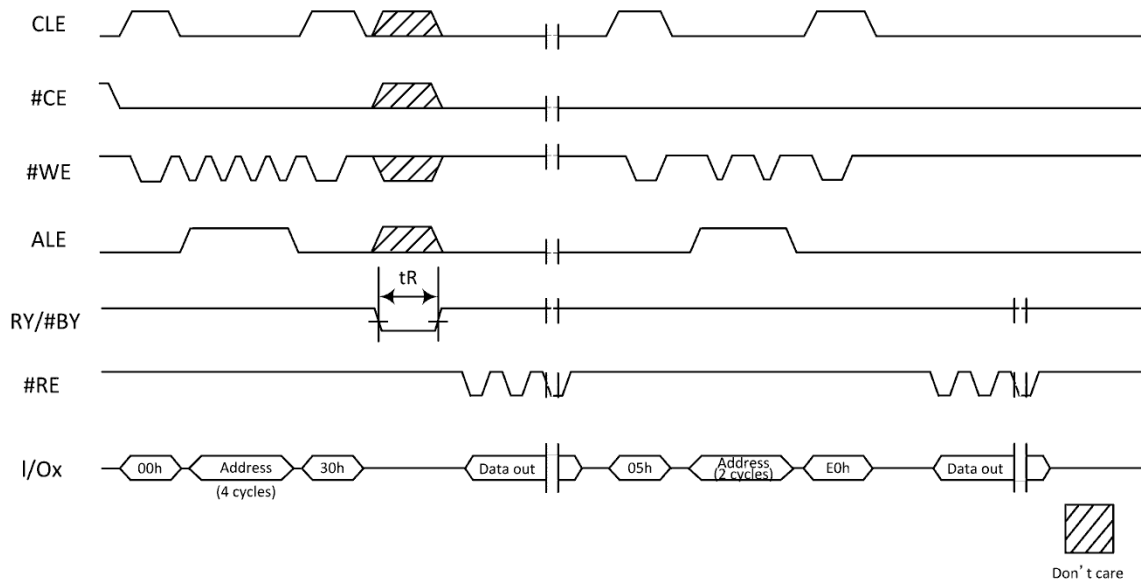 CLE
#CE
#WE
ALE
tR
RY/#BY
#RE
I/Ox
00h
Address
(4 cycles)
30h
Data out
05h
Address
(2 cycles)
E0h
Data out
Don’t care